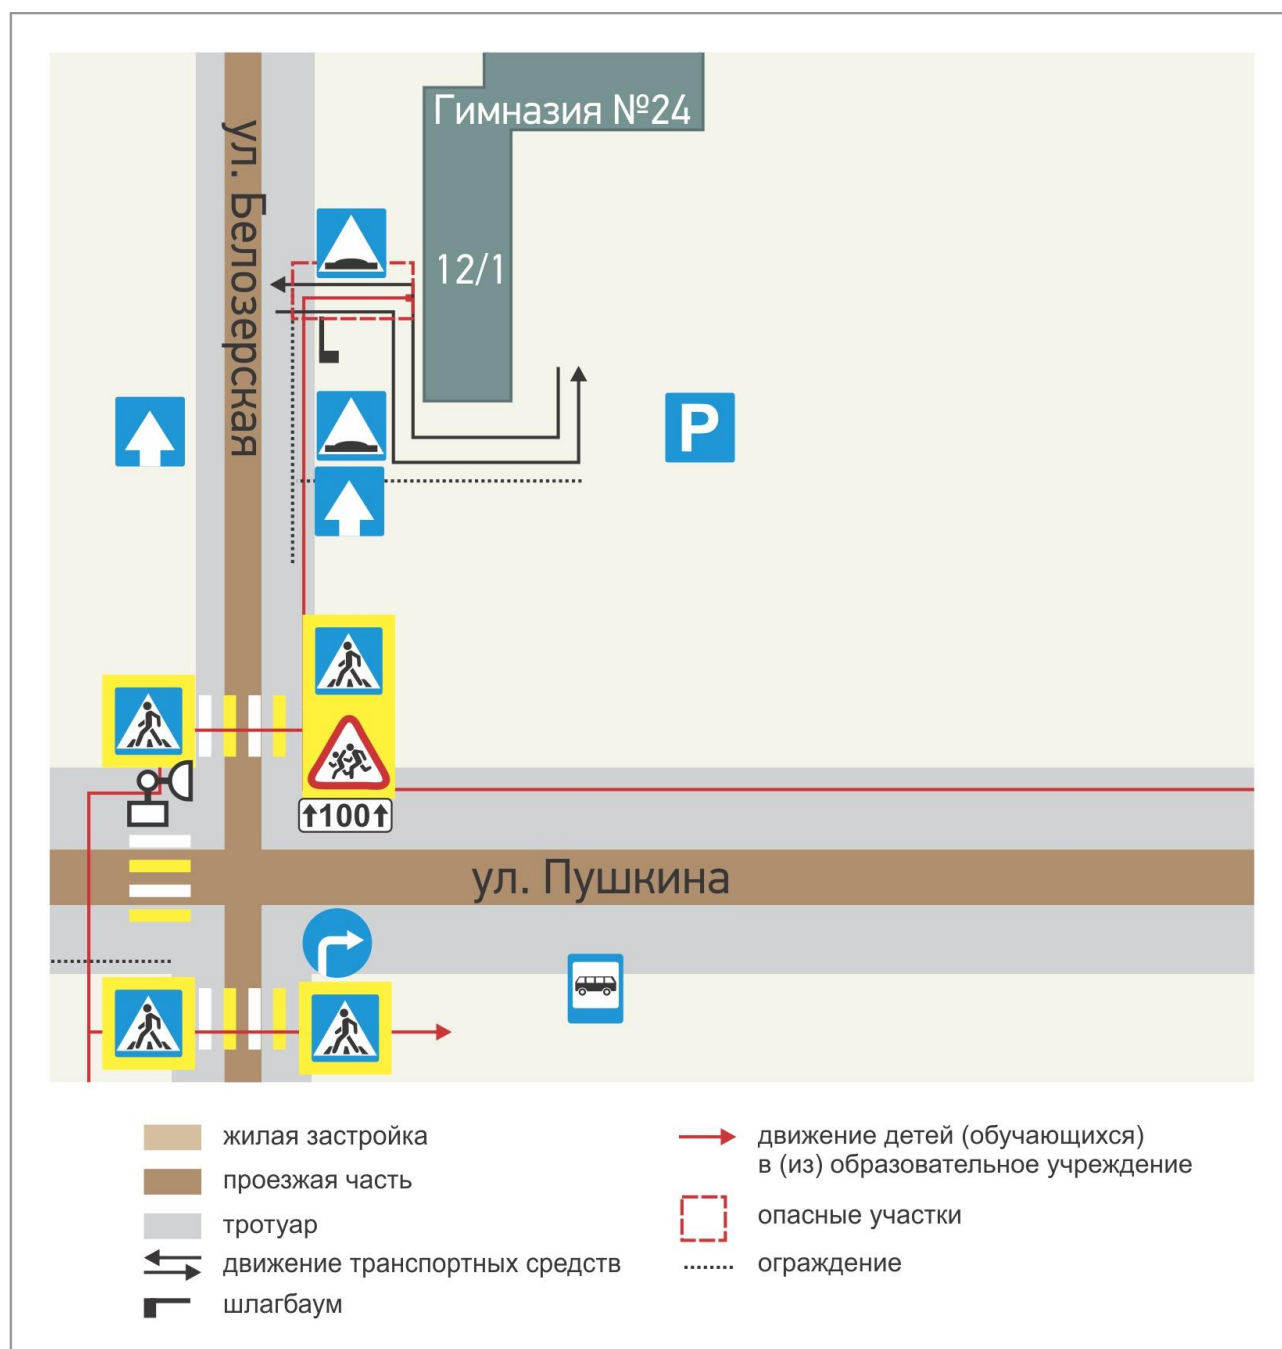 Гимназия №24
ул. Белозерская
12/1
P
↑100↑
ул. Пушкина
жилая застройка
проезжая часть
тротуар
движение транспортных средств
шлагбаум
движение детей (обучающихся)
в (из) образовательное учреждение
опасные участки
ограждение